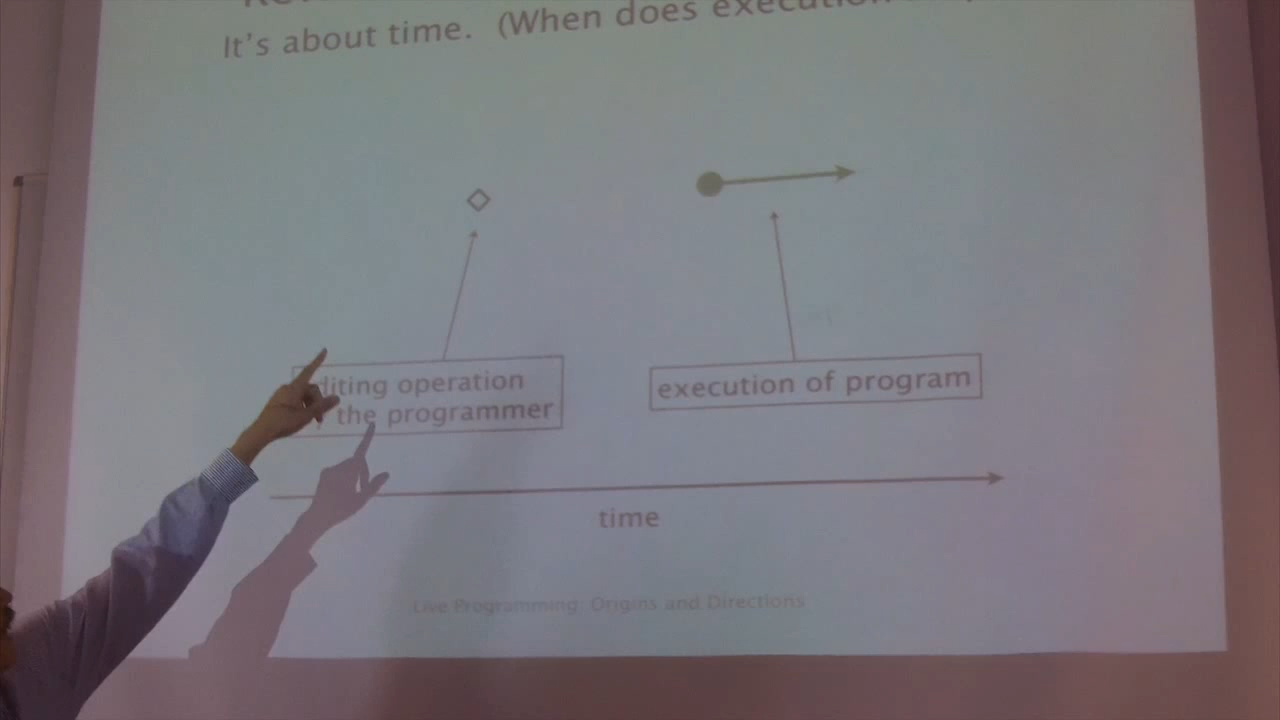 It's about time. (When does execution
diting operation
the programmer
execution of program
time
Live Programming: Origins and Directions